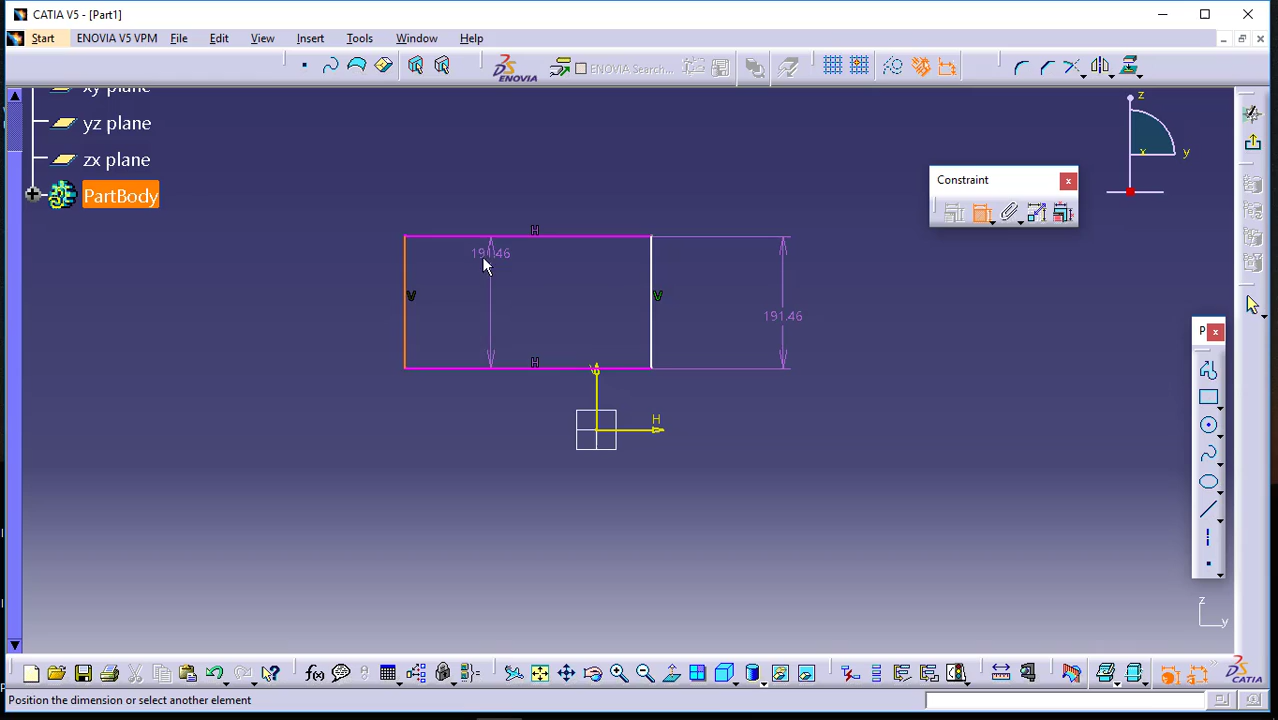 CATIA V5 - [Part1]
Start ENOVIA V5 VPM File Edit View Insert Tools Window Help
ENOVIA ENOVIA Search...
xy plane
yz plane
zx plane
PartBody
z
x
y
Constraint
H
191.46
V
V
191.46
H
V
H
P
z
y
f(x)
CATIA
Position the dimension or select another element